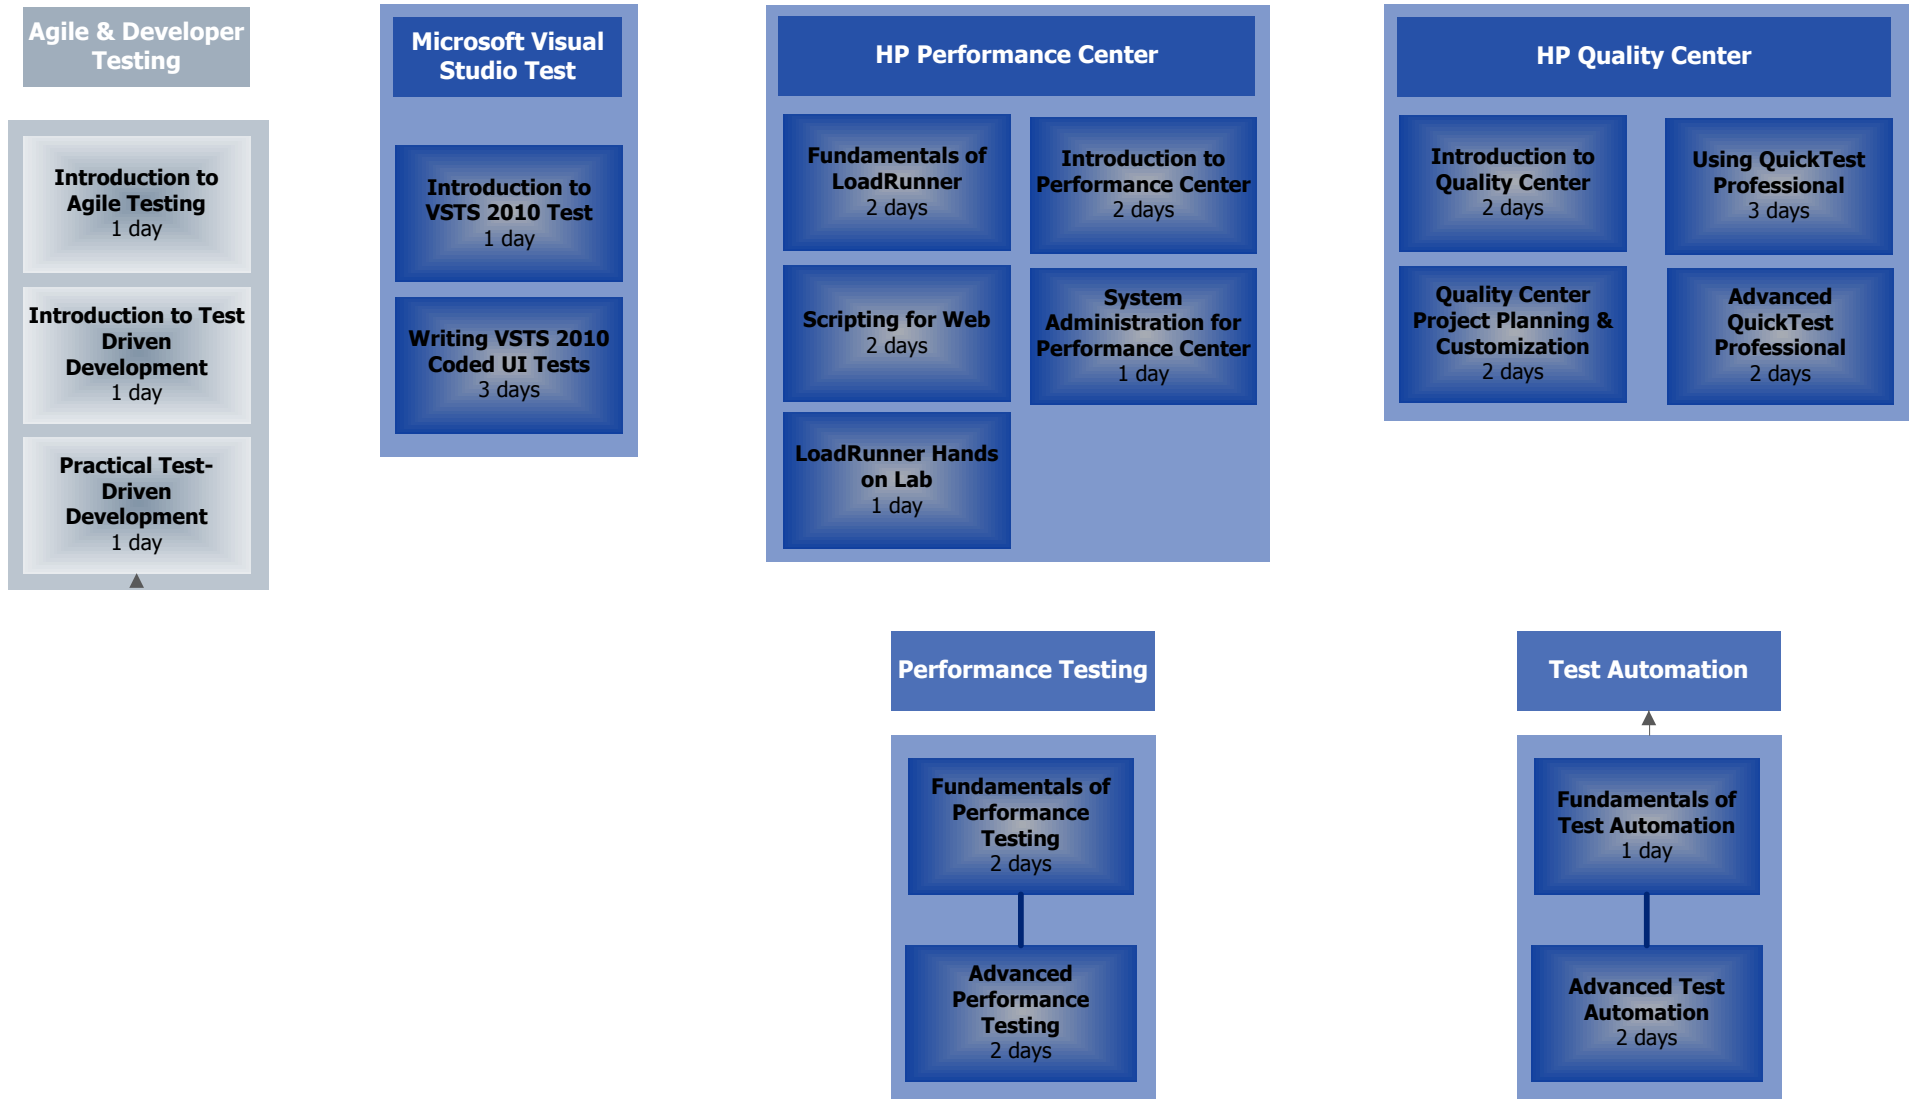 Agile & Developer
Testing
Introduction to
Agile Testing
1 day
Introduction to Test
Driven
Development
1 day
Practical Test-
Driven
Development
1 day
Microsoft Visual
Studio Test
Introduction to
VSTS 2010 Test
1 day
Writing VSTS 2010
Coded UI Tests
3 days
HP Performance Center
Fundamentals of
LoadRunner
2 days
Introduction to
Performance Center
2 days
Scripting for Web
2 days
System
Administration for
Performance Center
1 day
LoadRunner Hands
on Lab
1 day
HP Quality Center
Introduction to
Quality Center
2 days
Using QuickTest
Professional
3 days
Quality Center
Project Planning &
Customization
2 days
Advanced
QuickTest
Professional
2 days
Performance Testing
Fundamentals of
Performance
Testing
2 days
Advanced
Performance
Testing
2 days
Test Automation
Fundamentals of
Test Automation
1 day
Advanced Test
Automation
2 days